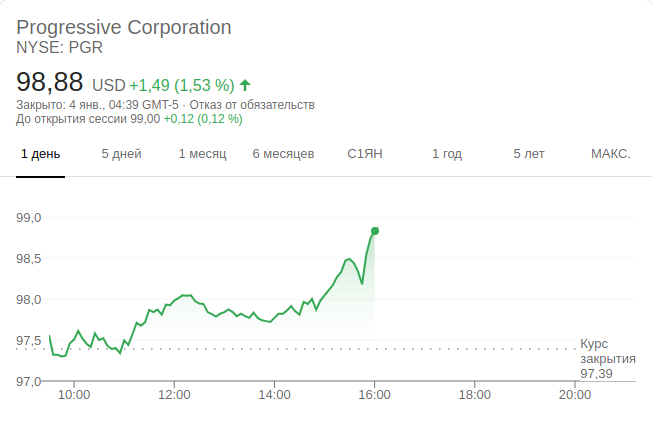 Progressive Corporation
NYSE: PGR
98,88 USD +1,49 (1,53 %)
Закрыто: 4 янв., 04:39 GMT-5 · Отказ от обязательств
До открытия сессии 99,00 +0,12 (0,12 %)
1 день 5 дней 1 месяц 6 месяцев С1ЯН 1 год 5 лет МАКС.
99,0
98,5
98,0
97,5
97,0
Курс
закрытия
97,39
10:00 12:00 14:00 16:00 18:00 20:00